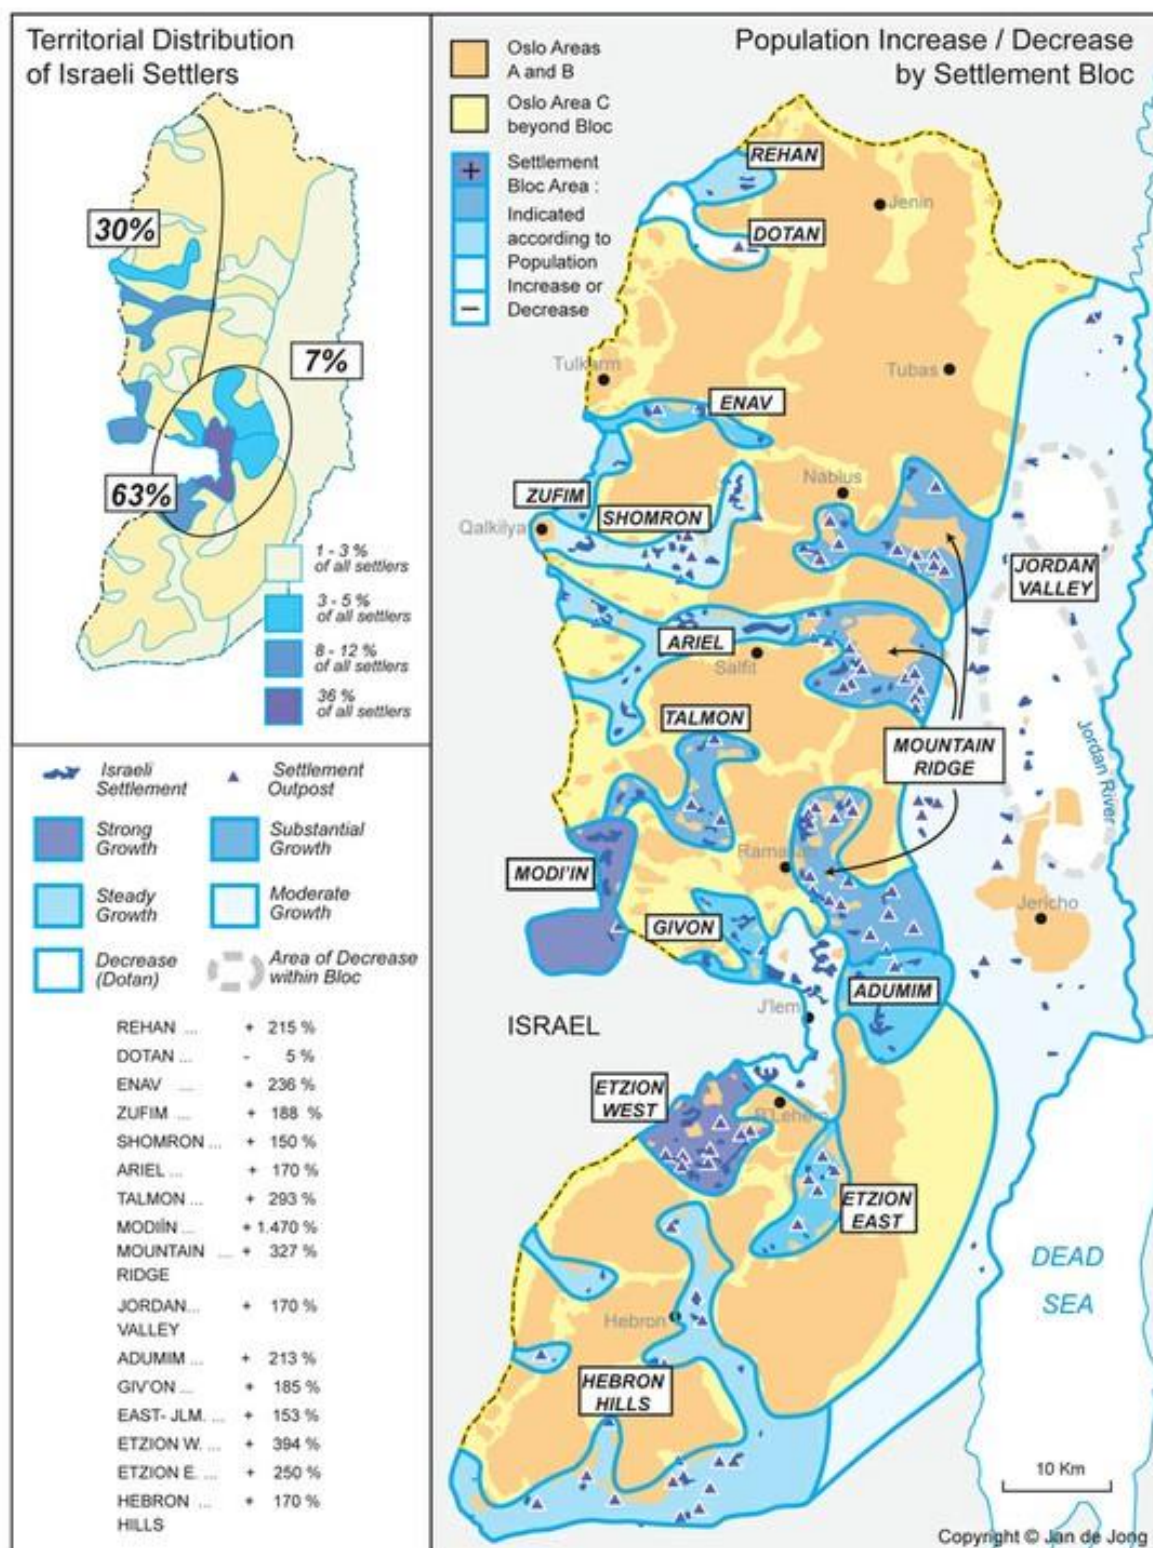 Territorial Distribution
of Israeli Settlers
30%
7%
63%
1 - 3 %
of all settlers
3 - 5 %
of all settlers
8 - 12 %
of all settlers
36 %
of all settlers
Israeli
Settlement
Settlement
Outpost
Strong
Growth
Substantial
Growth
Steady
Growth
Moderate
Growth
Decrease
(Dotan)
Area of Decrease
within Bloc
REHAN ... + 215 %
DOTAN ... - 5 %
ENAV ... + 236 %
ZUFIM ... + 188 %
SHOMRON ... + 150 %
ARIEL ... + 170 %
TALMON ... + 293 %
MODIÍN ... + 1.470 %
MOUNTAIN ... + 327 %
RIDGE
JORDAN... + 170 %
VALLEY
ADUMIM ... + 213 %
GIV'ON ... + 185 %
EAST- JLM. ... + 153 %
ETZION W. ... + 394 %
ETZION E. ... + 250 %
HEBRON ... + 170 %
HILLS
Population Increase / Decrease
by Settlement Bloc
Oslo Areas
A and B
Oslo Area C
beyond Bloc
+
Settlement
Bloc Area :
Indicated
according to
Population
Increase or
Decrease
–
REHAN
Jenin
DOTAN
Tulkarm
Tubas
ENAV
Nablus
ZUFIM
SHOMRON
Qalkilya
JORDAN
VALLEY
ARIEL
Salfit
TALMON
MOUNTAIN
RIDGE
Jordan River
MODI'IN
Jericho
GIVON
ADUMIM
J'lem
ISRAEL
ETZION
WEST
B'Lehem
ETZION
EAST
DEAD
SEA
Hebron
HEBRON
HILLS
10 Km
Copyright © Jan de Jong